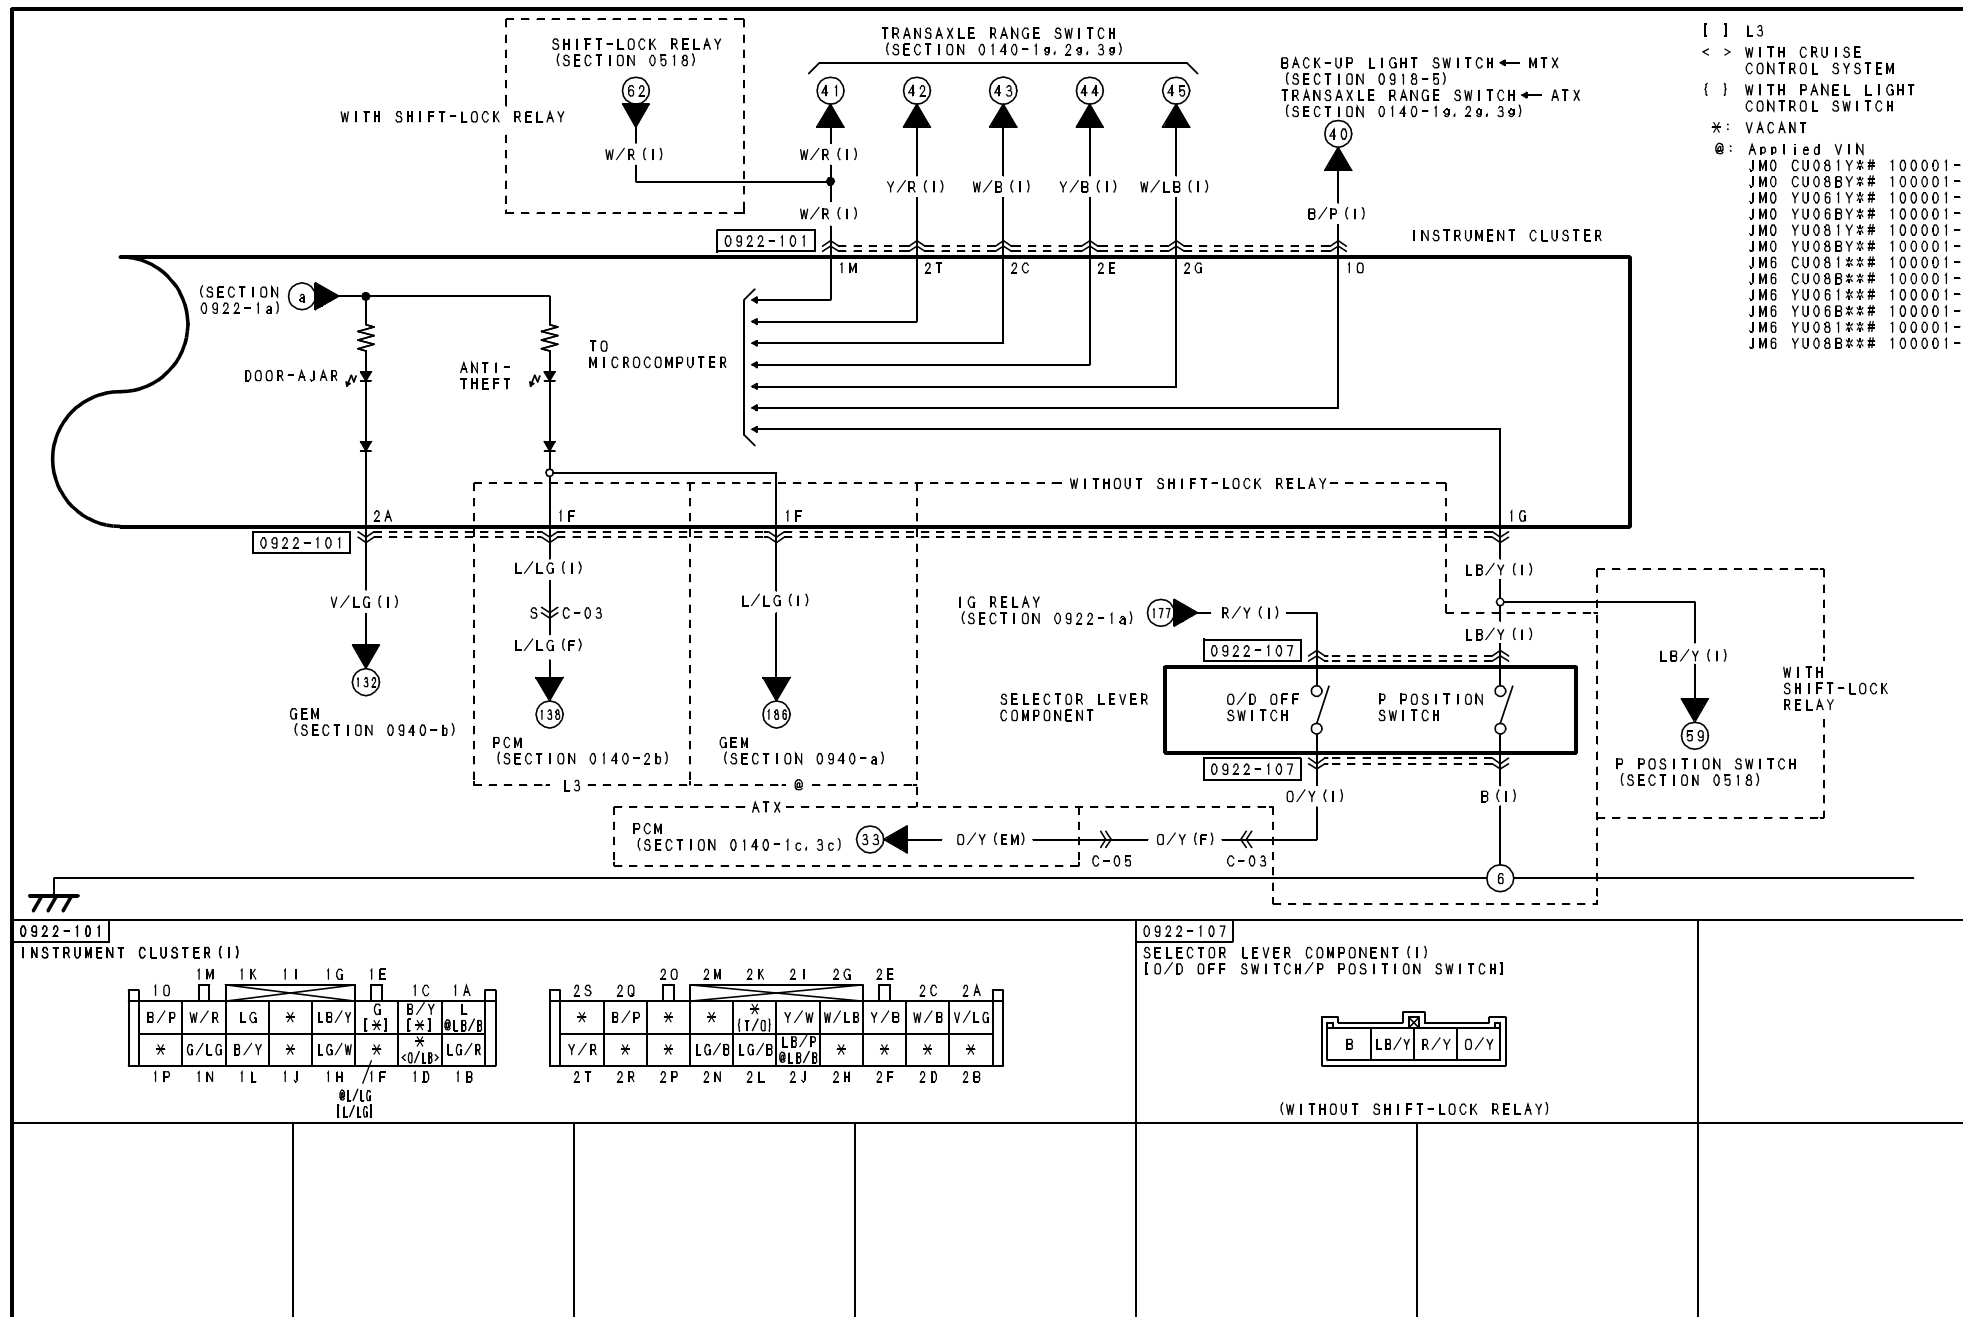 SHIFT-LOCK RELAY
(SECTION 0518)
62
WITH SHIFT-LOCK RELAY
W/R(I)
TRANSAXLE RANGE SWITCH
(SECTION 0140-1g, 2g, 3g)
41 42 43 44 45
W/R(I)
Y/R(I) W/B(I) Y/B(I) W/LB(I)
W/R(I)
BACK-UP LIGHT SWITCH ← MTX
(SECTION 0918-5)
TRANSAXLE RANGE SWITCH ← ATX
(SECTION 0140-1g, 2g, 3g)
40
B/P(I)
[ ] L3
< > WITH CRUISE
CONTROL SYSTEM
{ } WITH PANEL LIGHT
CONTROL SWITCH
*: VACANT
@: Applied VIN
JM0 CU081Y*# 100001-
JM0 CU08BY*# 100001-
JM0 YU061Y*# 100001-
JM0 YU06BY*# 100001-
JM0 YU081Y*# 100001-
JM0 YU08BY*# 100001-
JM6 CU081**# 100001-
JM6 CU08B**# 100001-
JM6 YU061**# 100001-
JM6 YU06B**# 100001-
JM6 YU081**# 100001-
JM6 YU08B**# 100001-
0922-101
INSTRUMENT CLUSTER
1M 2T 2C 2E 2G 1O
(SECTION
0922-1a)
a
DOOR-AJAR
ANTI-
THEFT
TO
MICROCOMPUTER
WITHOUT SHIFT-LOCK RELAY
2A 1F 1F 1G
0922-101
V/LG(I)
132
GEM
(SECTION 0940-b)
L/LG(I)
S C-03
L/LG(F)
138
PCM
(SECTION 0140-2b)
L3
L/LG(I)
186
GEM
(SECTION 0940-a)
@
LB/Y(I)
IG RELAY
(SECTION 0922-1a)
177
R/Y(I)
LB/Y(I)
0922-107
SELECTOR LEVER
COMPONENT
O/D OFF
SWITCH
P POSITION
SWITCH
0922-107
O/Y(I)
B(I)
LB/Y(I)
WITH
SHIFT-LOCK
RELAY
59
P POSITION SWITCH
(SECTION 0518)
ATX
PCM
(SECTION 0140-1c, 3c)
33
O/Y(EM)
C-05
O/Y(F)
C-03
6
0922-101
INSTRUMENT CLUSTER(I)
1M 1K 1I 1G 1E
1O 1C 1A
B/P W/R LG * LB/Y G [*] B/Y [*] L @LB/B
* G/LG B/Y * LG/W * * <O/LB> LG/R
1P 1N 1L 1J 1H 1F 1D 1B
@L/LG
[L/LG]
2O 2M 2K 2I 2G 2E
2S 2Q 2C 2A
* B/P * * * {T/O} Y/W W/LB Y/B W/B V/LG
Y/R * * LG/B LG/B LB/P @LB/B * * * *
2T 2R 2P 2N 2L 2J 2H 2F 2D 2B
0922-107
SELECTOR LEVER COMPONENT(I)
[O/D OFF SWITCH/P POSITION SWITCH]
B LB/Y R/Y O/Y
(WITHOUT SHIFT-LOCK RELAY)